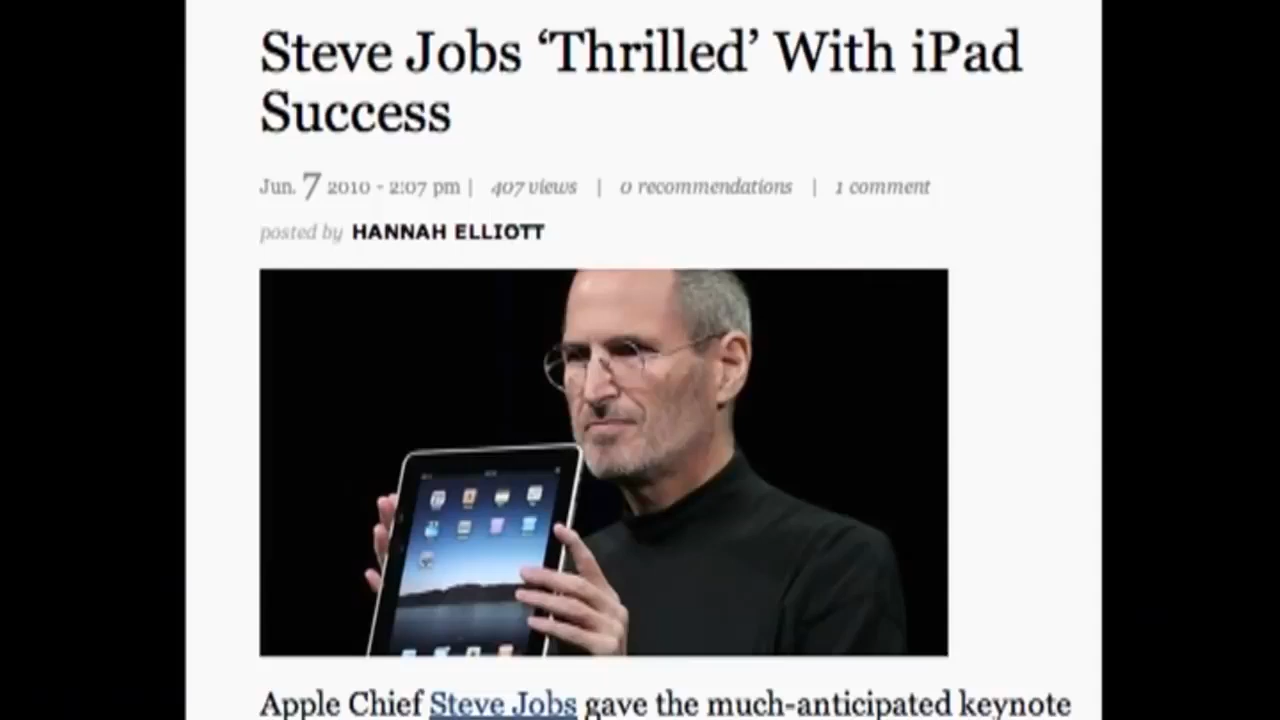 Steve Jobs ‘Thrilled’ With iPad
Success
Jun. 7 2010 - 2:07 pm | 407 views | 0 recommendations | 1 comment
posted by HANNAH ELLIOTT
Apple Chief Steve Jobs gave the much-anticipated keynote